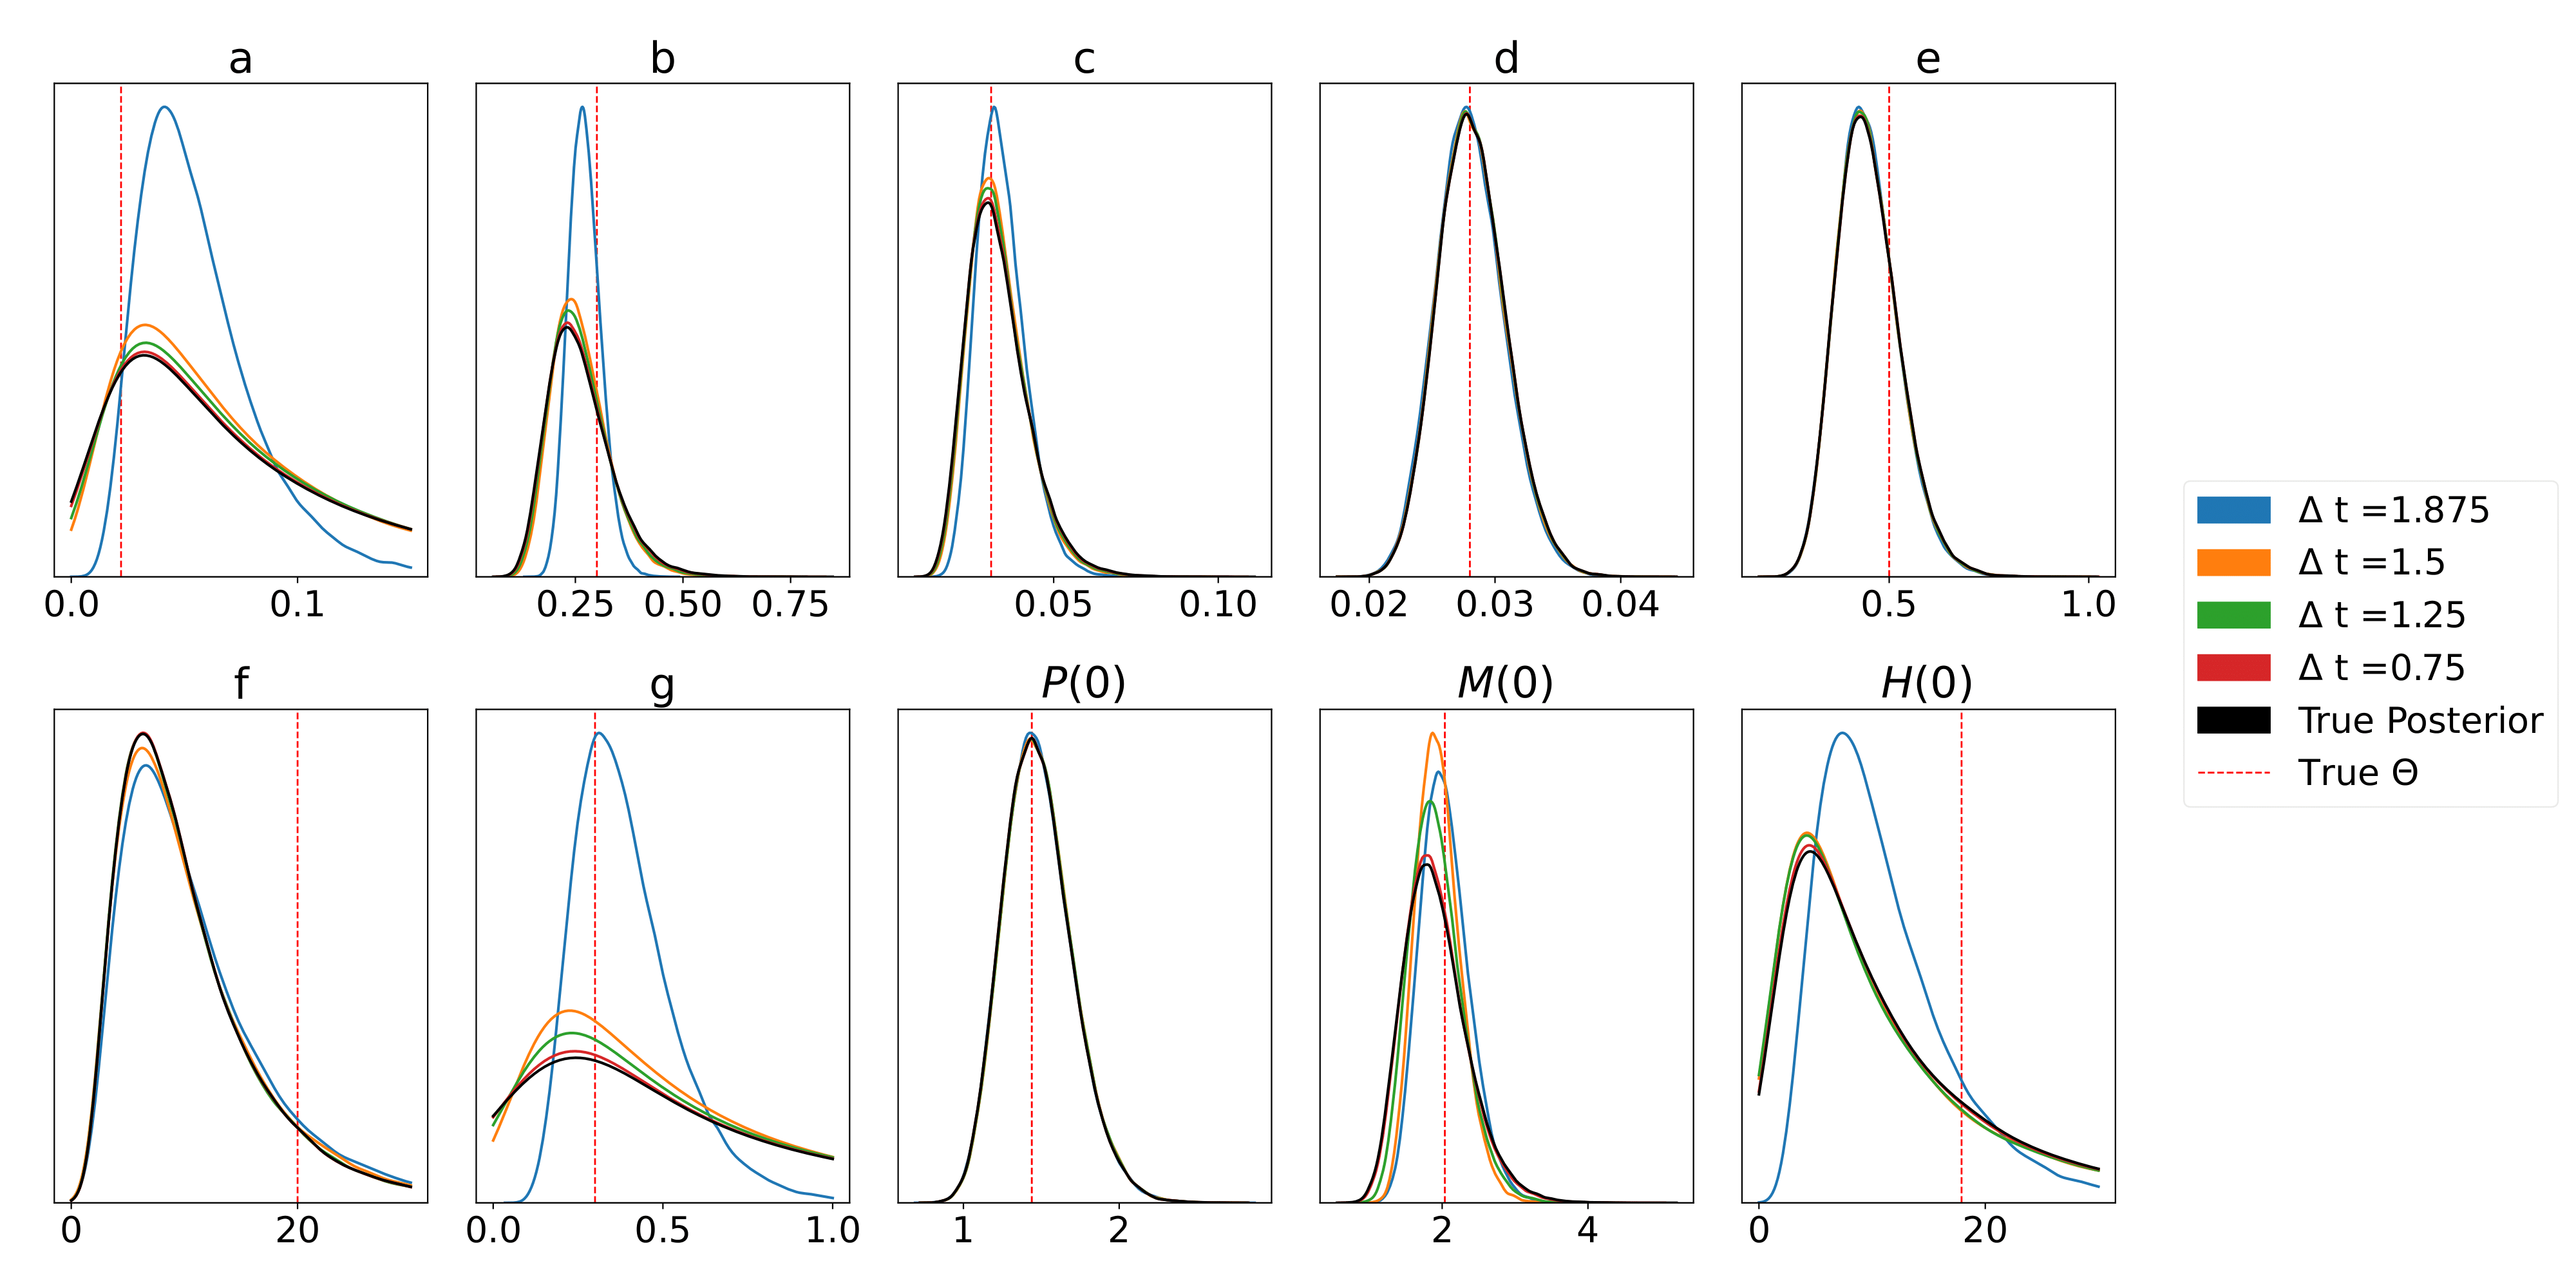 a b c d e
0.0 0.1 0.25 0.50 0.75 0.05 0.10 0.02 0.03 0.04 0.5 1.0
f g P(0) M(0) H(0)
0 20 0.0 0.5 1.0 1 2 2 4 0 20
Δ t =1.875
Δ t =1.5
Δ t =1.25
Δ t =0.75
True Posterior
True Θ